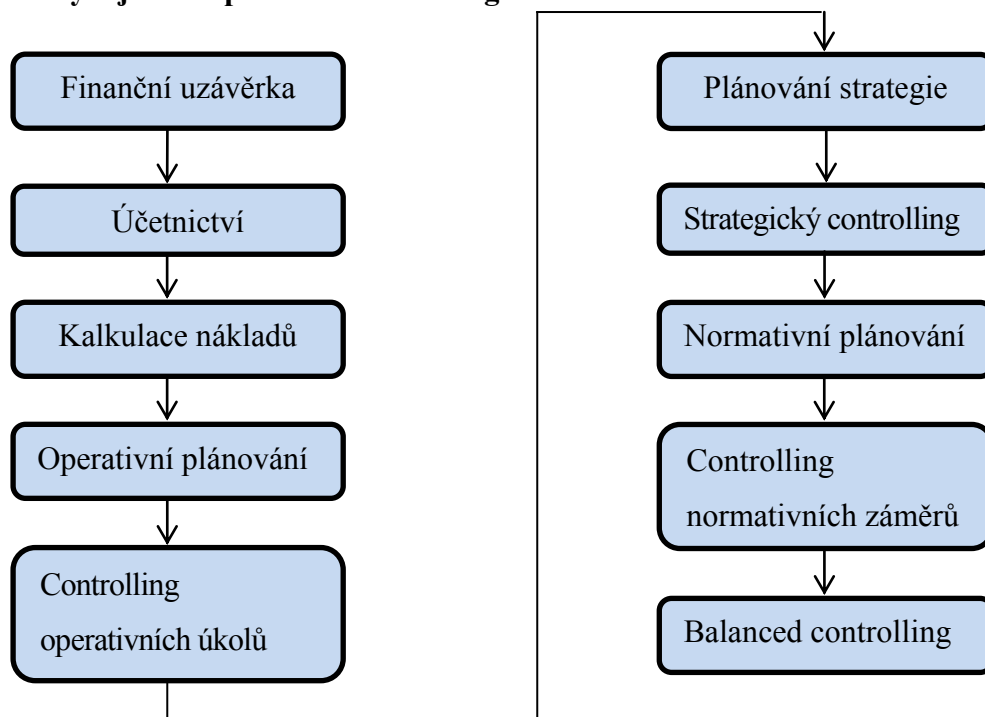 Finanční uzávěrka
Účetnictví
Kalkulace nákladů
Operativní plánování
Controlling
operativních úkolů
Plánování strategie
Strategický controlling
Normativní plánování
Controlling
normativních záměrů
Balanced controlling